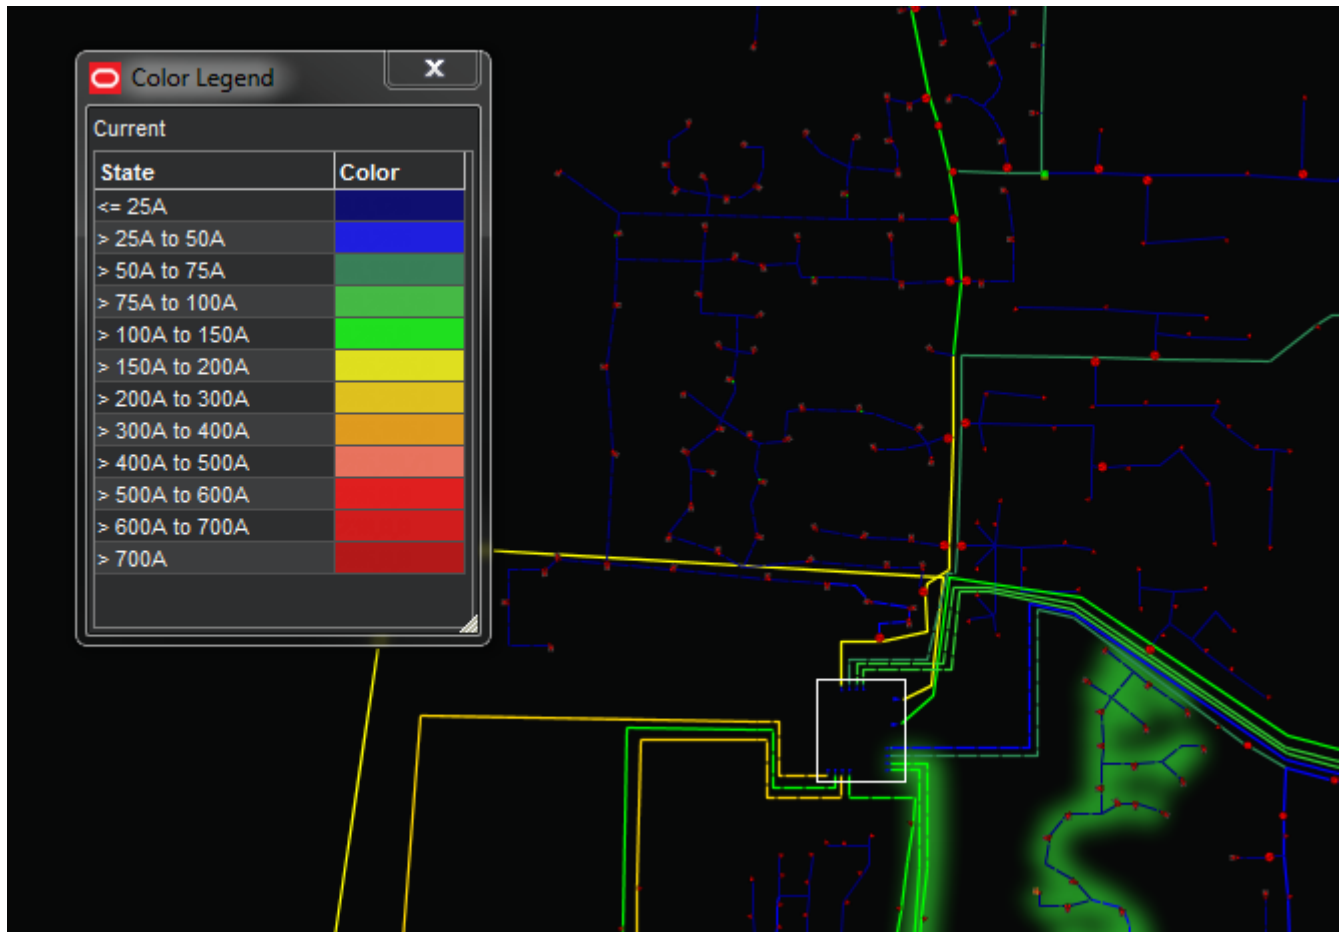 Color Legend
X
Current
State Color
<= 25A
> 25A to 50A
> 50A to 75A
> 75A to 100A
> 100A to 150A
> 150A to 200A
> 200A to 300A
> 300A to 400A
> 400A to 500A
> 500A to 600A
> 600A to 700A
> 700A